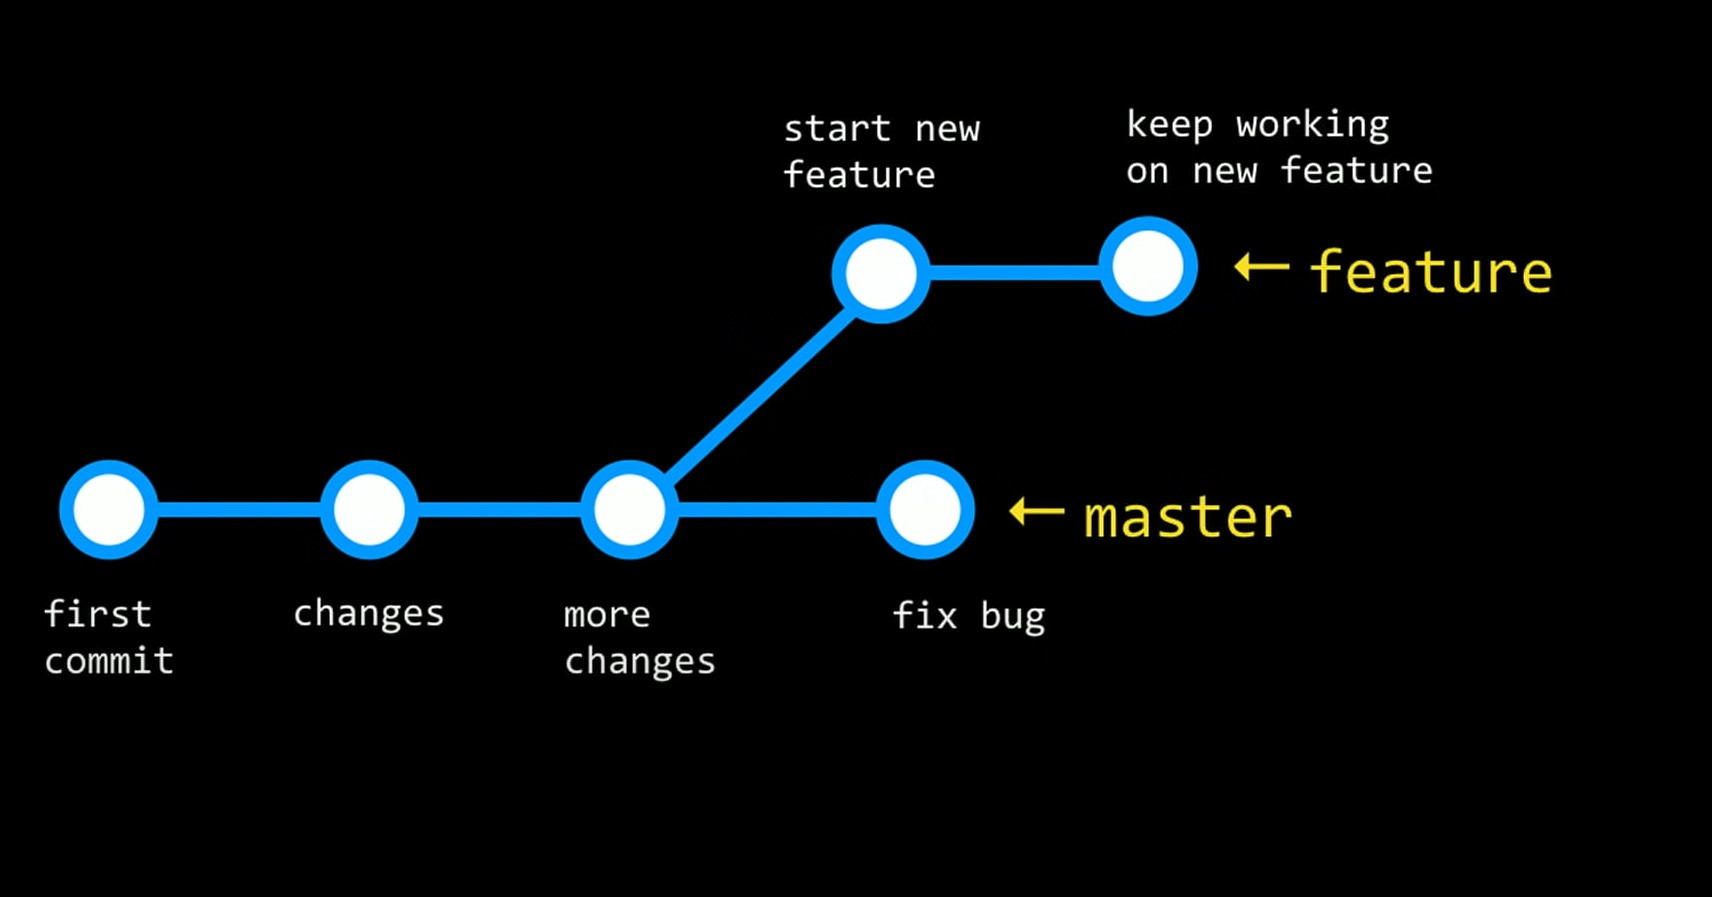 start new
feature
keep working
on new feature
← feature
← master
first
commit
changes
more
changes
fix bug